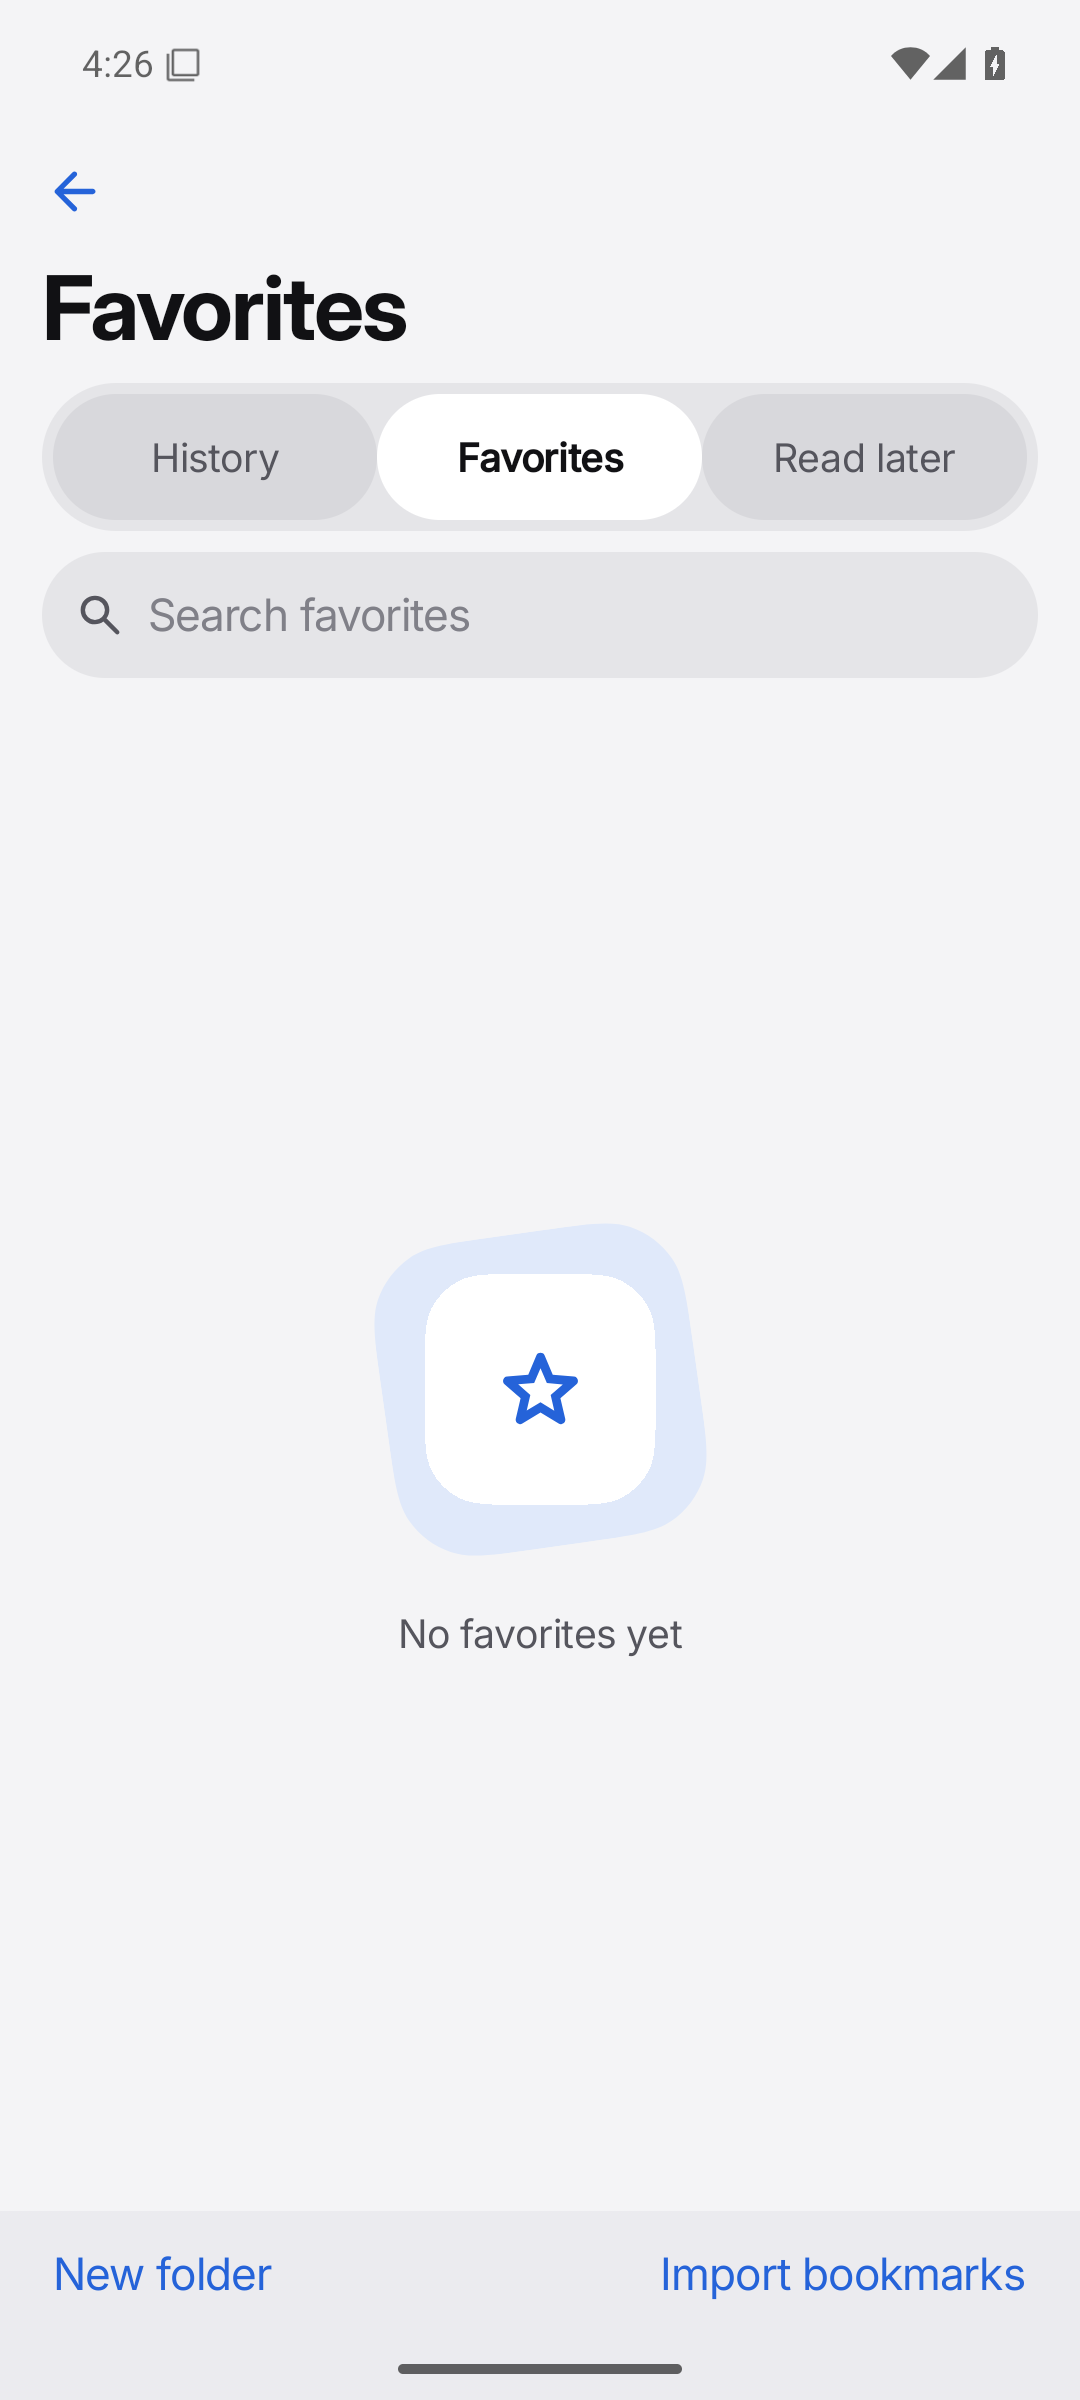 4:26
Favorites
History
Favorites
Read later
Search favorites
No favorites yet
New folder
Import bookmarks